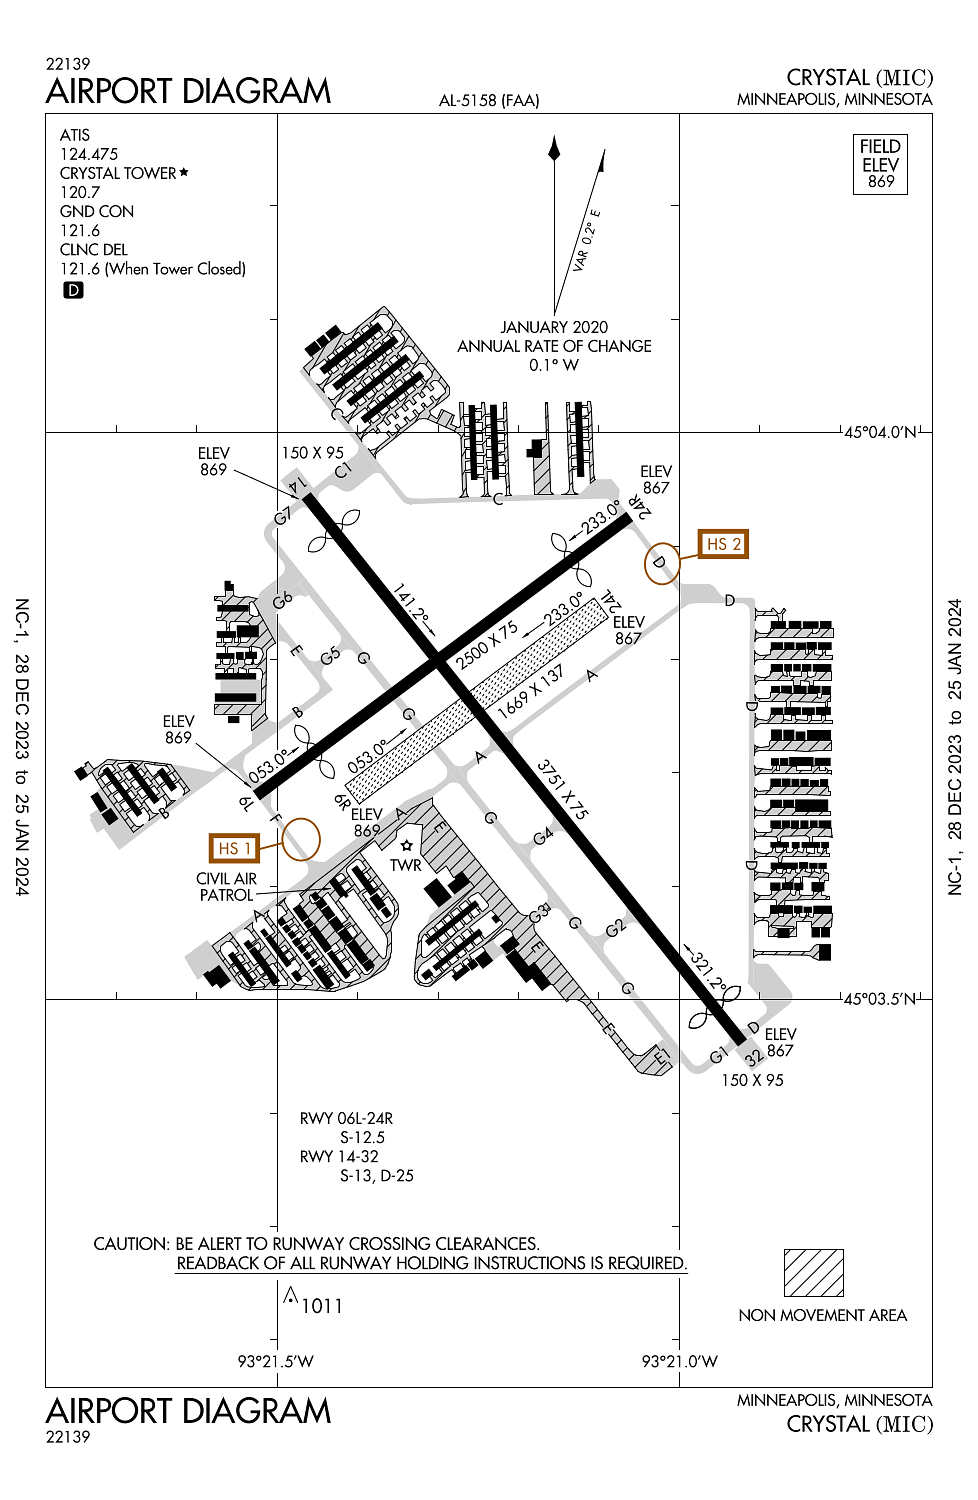 22139
AIRPORT DIAGRAM
AL-5158 (FAA)
CRYSTAL (MIC)
MINNEAPOLIS, MINNESOTA
ATIS
124.475
CRYSTAL TOWER★
120.7
GND CON
121.6
CLNC DEL
121.6 (When Tower Closed)
D
FIELD
ELEV
869
VAR 0.2° E
JANUARY 2020
ANNUAL RATE OF CHANGE
0.1° W
45°04.0'N
ELEV
869
150 X 95
14
C
C1
C
G7
ELEV
867
24R
233.0°
HS 2
D
D
G6
E
G5
G
141.2°
2500 X 75
233.0°
24L
ELEV
867
1669 X 137
A
B
G
ELEV
869
053.0°
053.0°
6L
6R
ELEV
869
A
3751 X 75
D
F
HS 1
A
E
G
G4
TWR
CIVIL AIR
PATROL
B
A
D
G3
G
G2
E
321.2°
G
45°03.5'N
E
E1
G1
D
32
ELEV
867
150 X 95
RWY 06L-24R
S-12.5
RWY 14-32
S-13, D-25
CAUTION: BE ALERT TO RUNWAY CROSSING CLEARANCES.
READBACK OF ALL RUNWAY HOLDING INSTRUCTIONS IS REQUIRED.
1011
NON MOVEMENT AREA
93°21.5'W
93°21.0'W
NC-1, 28 DEC 2023 to 25 JAN 2024
NC-1, 28 DEC 2023 to 25 JAN 2024
AIRPORT DIAGRAM
22139
MINNEAPOLIS, MINNESOTA
CRYSTAL (MIC)